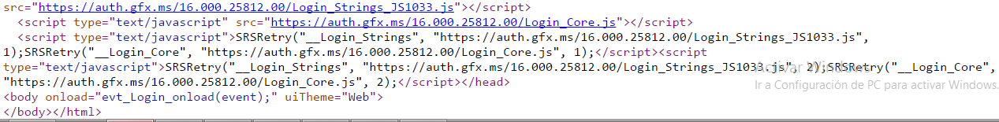 src="https://auth.gfx.ms/16.000.25812.00/Login_Strings_JS1033.js"></script>
<script type="text/javascript" src="https://auth.gfx.ms/16.000.25812.00/Login_Core.js"></script>
<script type="text/javascript">SRSRetry("__Login_Strings", "https://auth.gfx.ms/16.000.25812.00/Login_Strings_JS1033.js",
1);SRSRetry("__Login_Core", "https://auth.gfx.ms/16.000.25812.00/Login_Core.js", 1);</script><script
type="text/javascript">SRSRetry("__Login_Strings", "https://auth.gfx.ms/16.000.25812.00/Login_Strings_JS1033.js", 2);SRSRetry("__Login_Core",
Activar Windows
"https://auth.gfx.ms/16.000.25812.00/Login_Core.js", 2);</script></head>
Ir a Configuración de PC para activar Windows.
<body onload="evt_Login_onload(event);" uiTheme="Web">
</body></html>